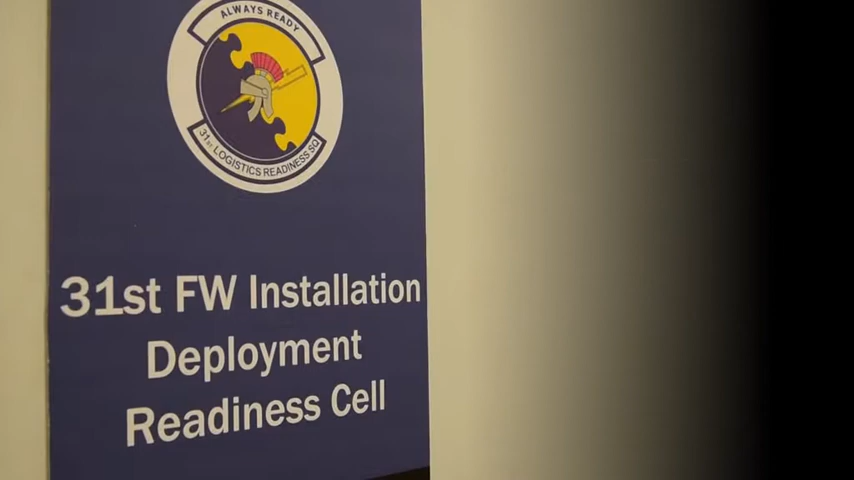 ALWAYS READY
31st LOGISTICS READINESS SQ
31st FW Installation
Deployment
Readiness Cell